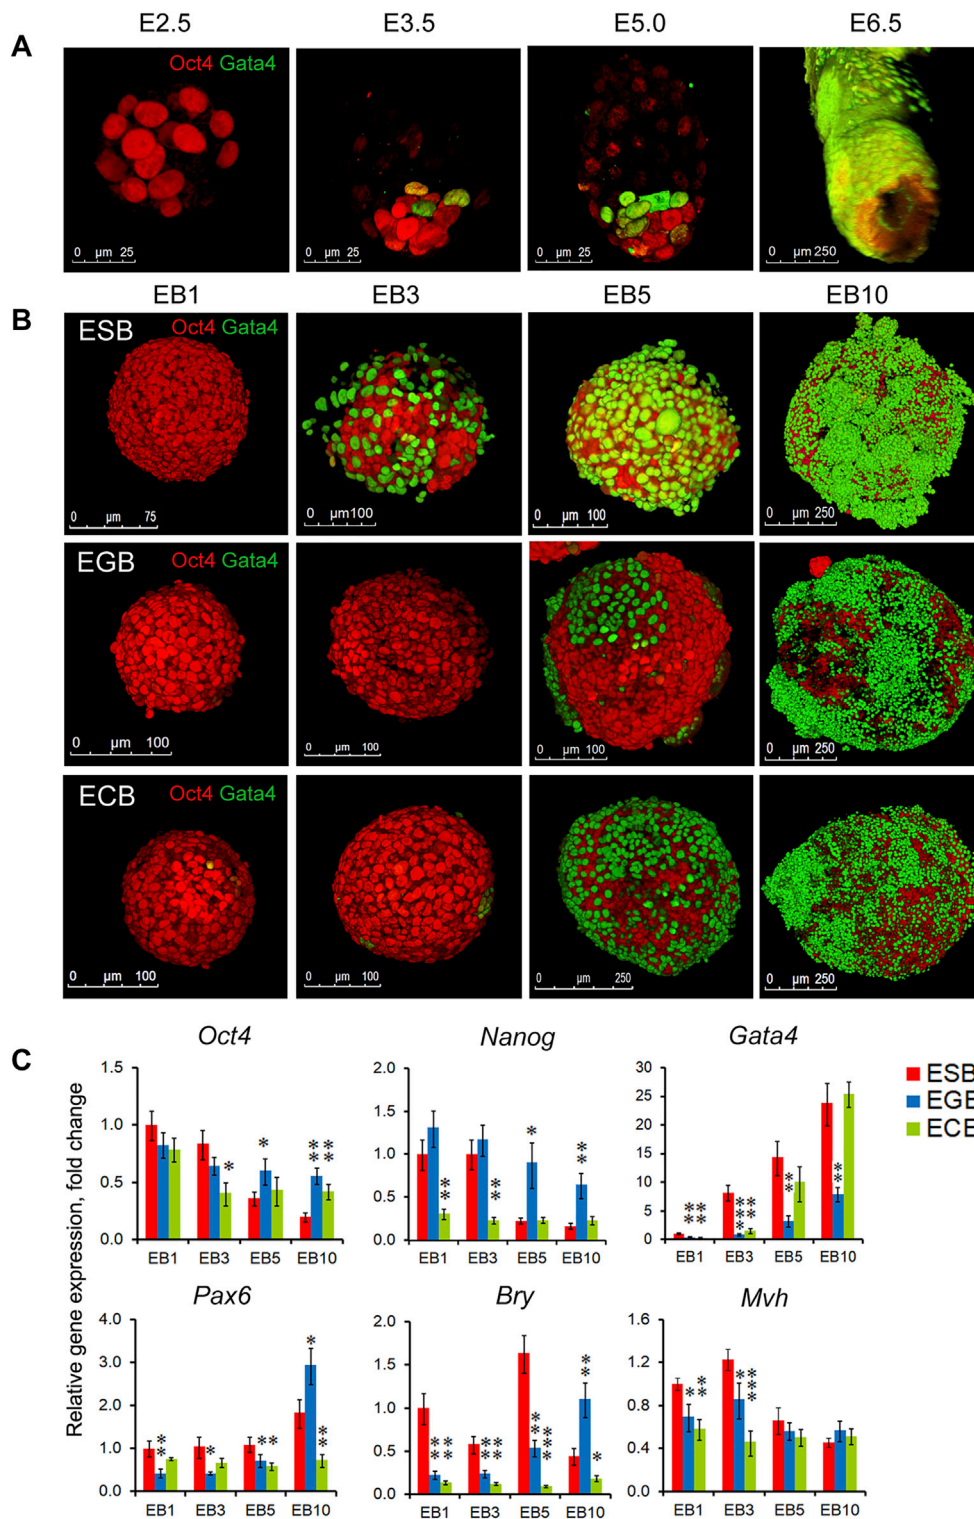 E2.5 E3.5 E5.0 E6.5
A
Oct4 Gata4
0 µm 25 0 µm 25 0 µm 25 0 µm 250
EB1 EB3 EB5 EB10
B
ESB Oct4 Gata4
0 µm 75 0 µm100 0 µm 100 0 µm 250
EGB Oct4 Gata4
0 µm 100 0 µm 100 0 µm 100 0 µm 250
ECB Oct4 Gata4
0 µm 100 0 µm 100 0 µm 250 0 µm 250
C
Relative gene expression, fold change
Oct4
1.5
1.0
0.5
0.0
* * ** **
EB1 EB3 EB5 EB10
Nanog
2.0
1.5
1.0
0.5
0.0
** ** * **
EB1 EB3 EB5 EB10
Gata4
30
25
20
15
10
5
0
** ** *** *** ** **
EB1 EB3 EB5 EB10
ESB
EGB
ECB
Pax6
4.0
3.0
2.0
1.0
0.0
** * * * * **
EB1 EB3 EB5 EB10
Bry
2.0
1.5
1.0
0.5
0.0
** ** ** ** ** *** ** *
EB1 EB3 EB5 EB10
Mvh
1.6
1.2
0.8
0.4
0.0
* ** * ***
EB1 EB3 EB5 EB10